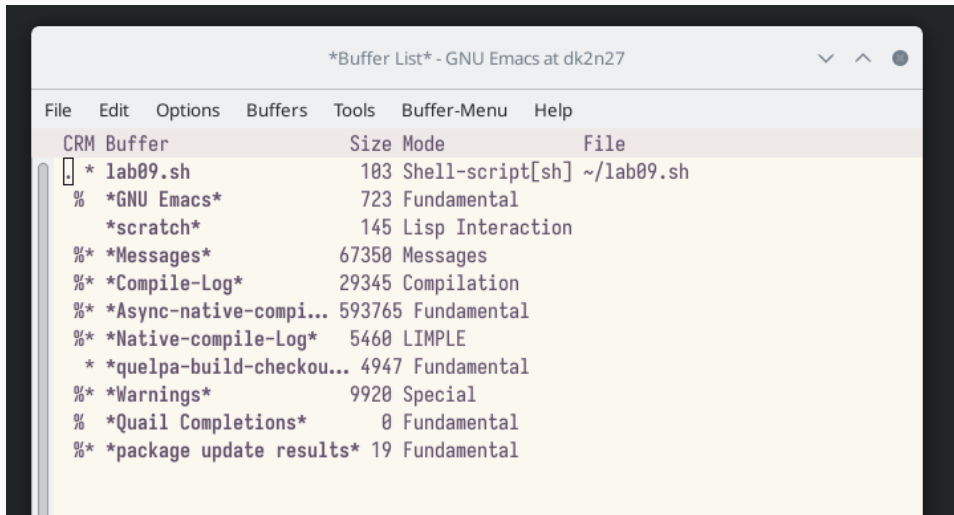 *Buffer List* - GNU Emacs at dk2n27
File Edit Options Buffers Tools Buffer-Menu Help
CRM Buffer Size Mode File
. * lab09.sh 103 Shell-script[sh] ~/lab09.sh
% *GNU Emacs* 723 Fundamental
*scratch* 145 Lisp Interaction
%* *Messages* 67350 Messages
%* *Compile-Log* 29345 Compilation
%* *Async-native-compi... 593765 Fundamental
%* *Native-compile-Log* 5460 LIMPLE
* *quelpa-build-checkou... 4947 Fundamental
%* *Warnings* 9920 Special
% *Quail Completions* 0 Fundamental
%* *package update results* 19 Fundamental